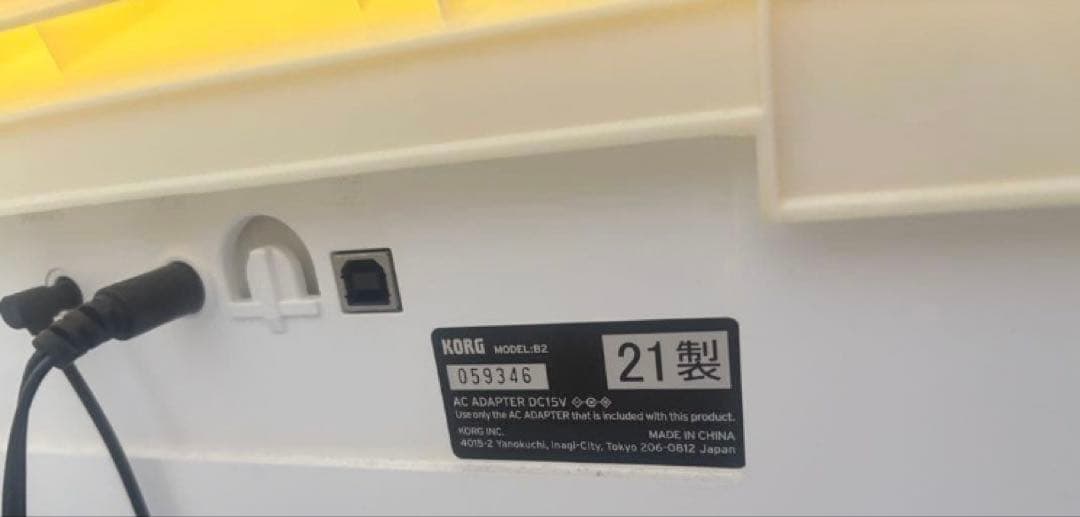 KORG MODEL:B2
059346
21製
AC ADAPTER DC15V
Use only the AC ADAPTER that is included with this product.
KORG INC. MADE IN CHINA
4015-2 Yanokuchi, Inagi-City, Tokyo 206-0812 Japan